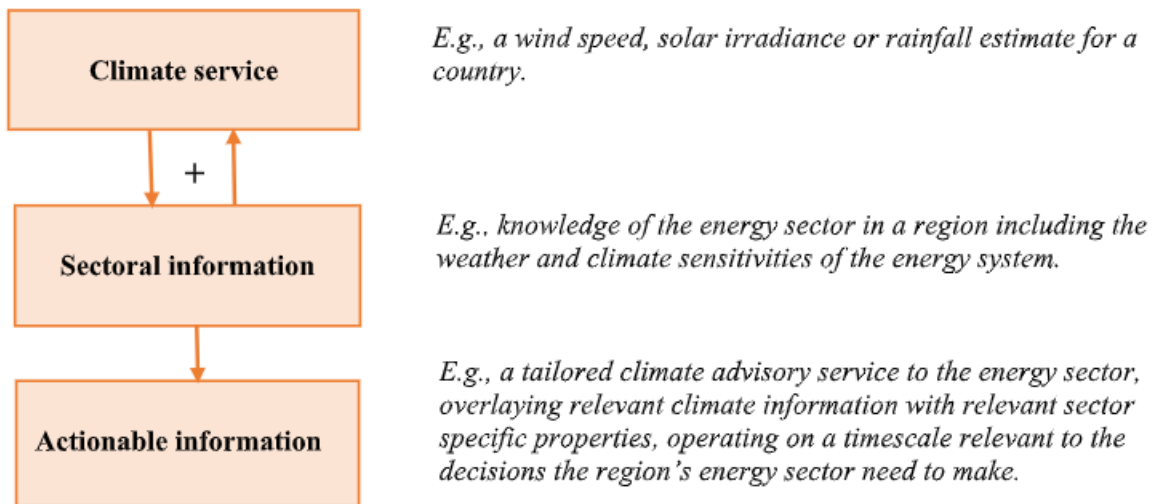 Climate service
E.g., a wind speed, solar irradiance or rainfall estimate for a
country.
+
Sectoral information
E.g., knowledge of the energy sector in a region including the
weather and climate sensitivities of the energy system.
Actionable information
E.g., a tailored climate advisory service to the energy sector,
overlaying relevant climate information with relevant sector
specific properties, operating on a timescale relevant to the
decisions the region's energy sector need to make.